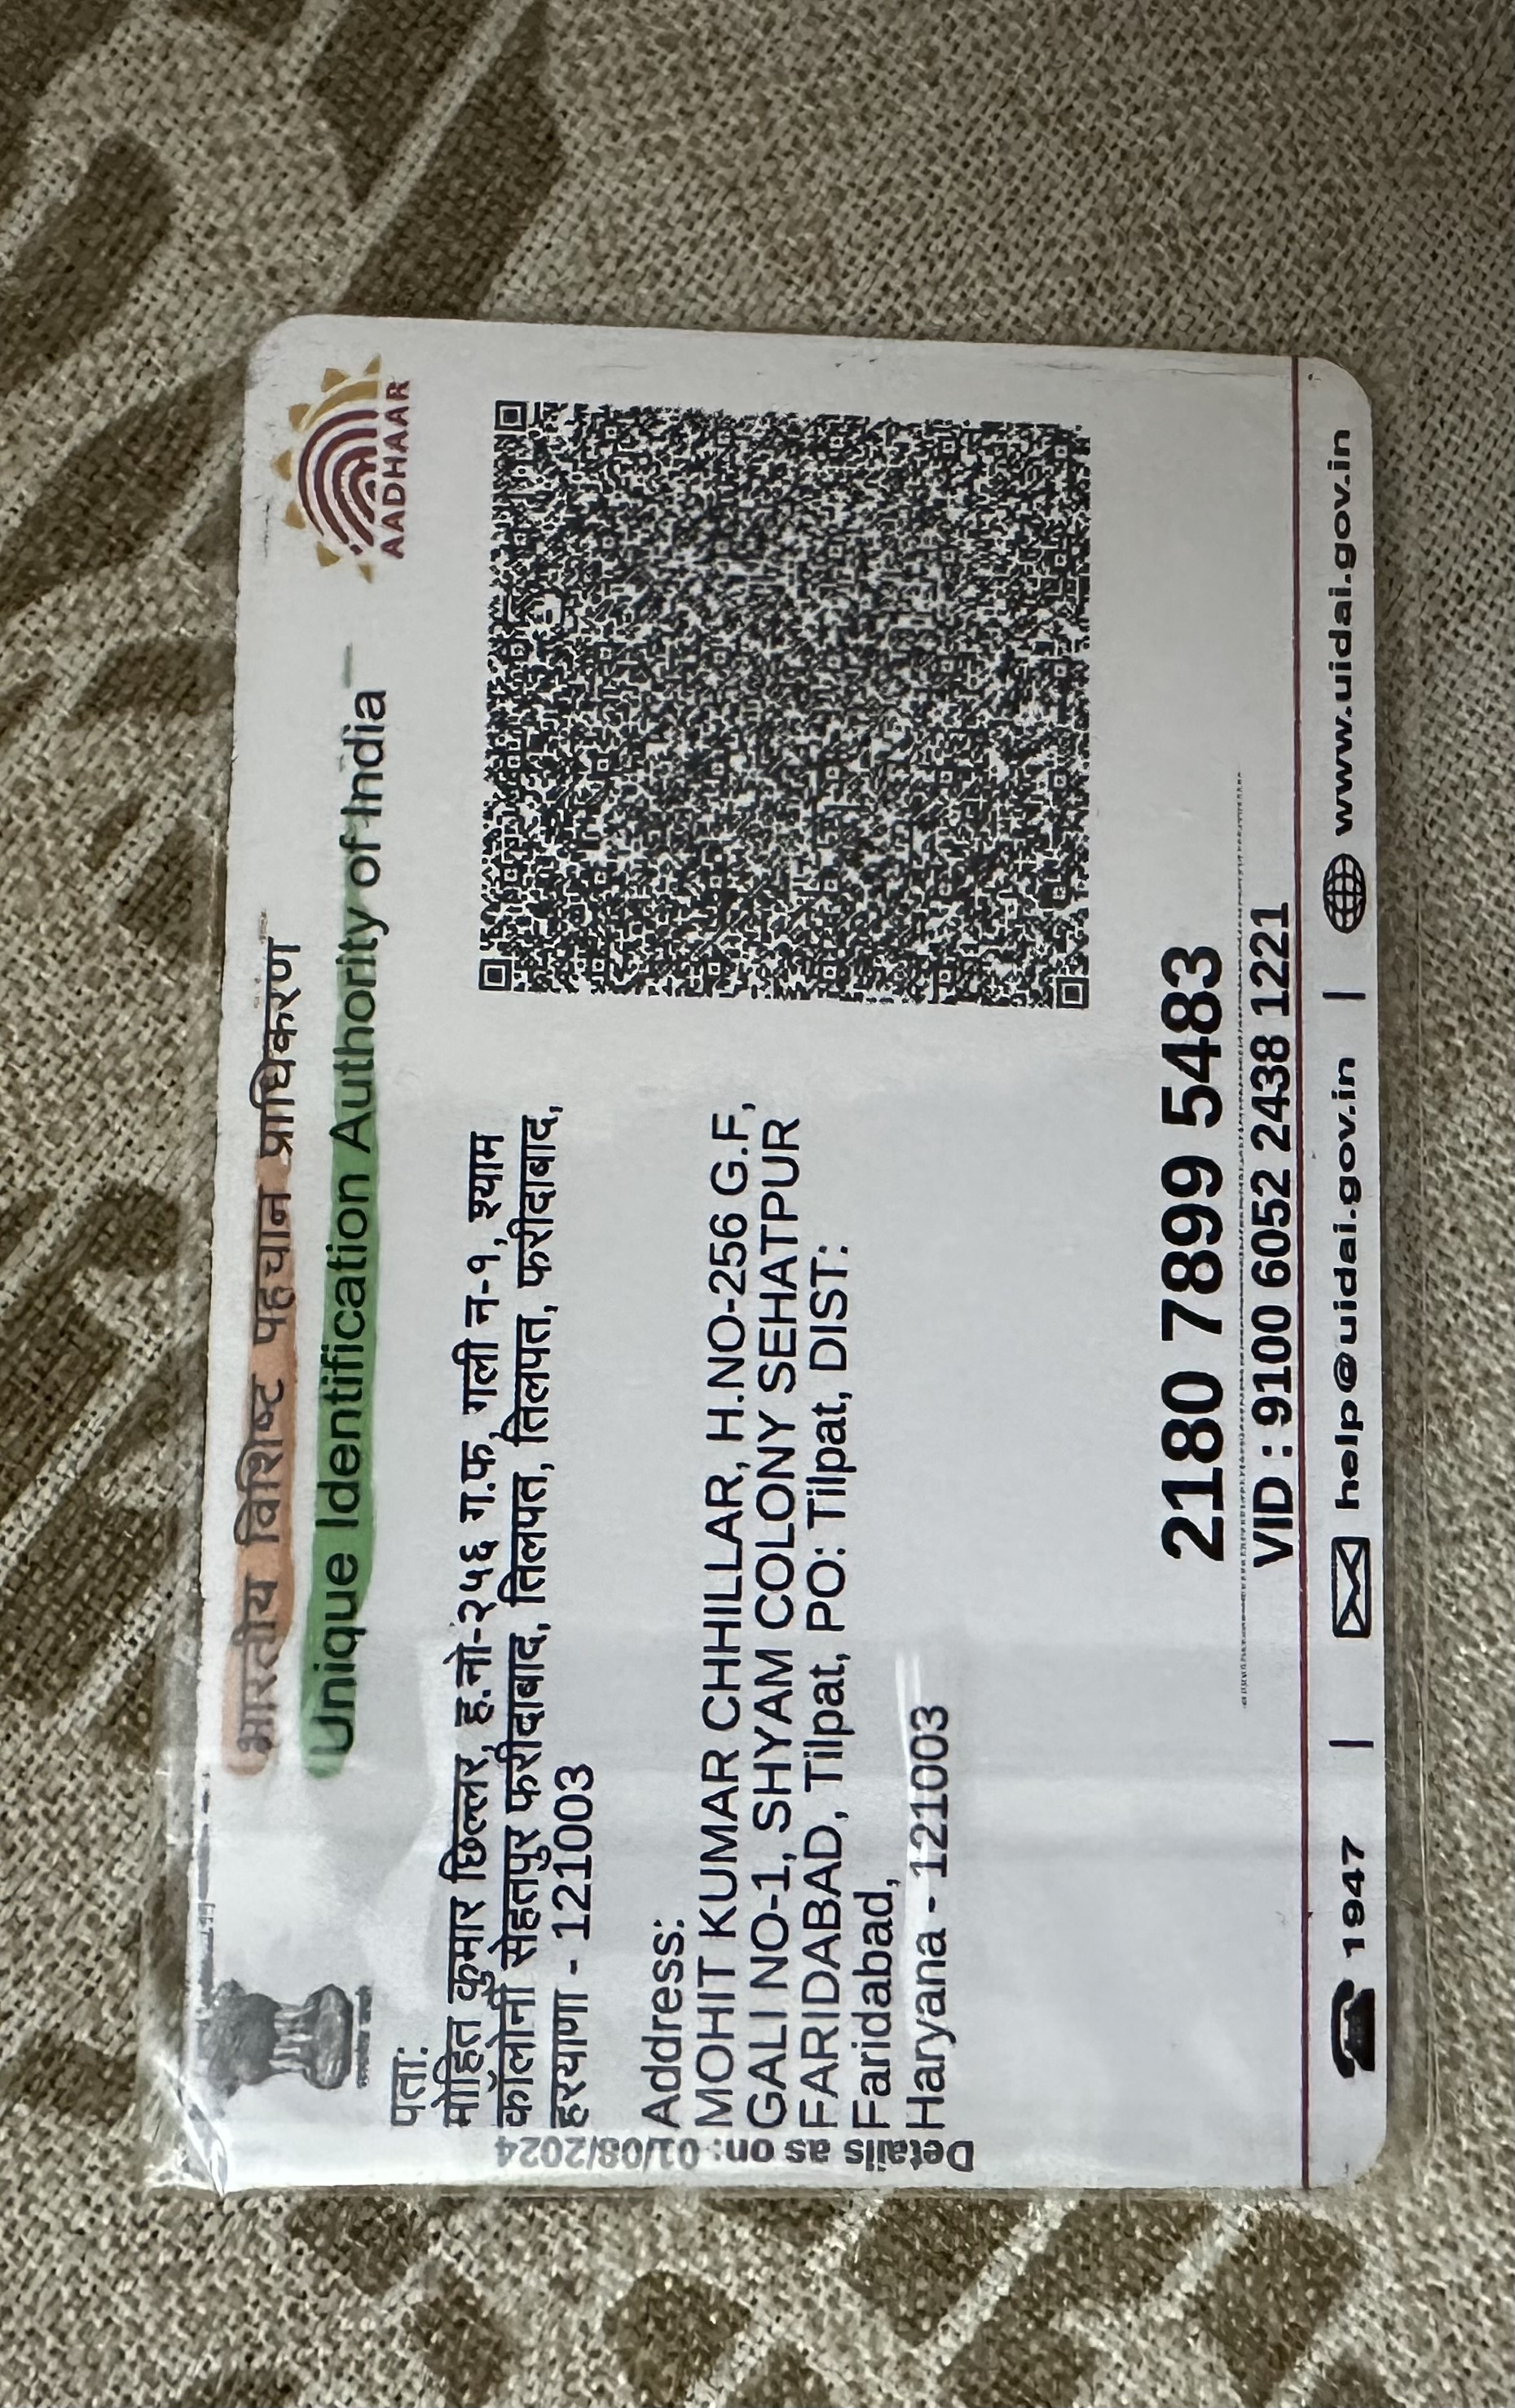 भारतीय विशिष्ट पहचान प्राधिकरण
Unique Identification Authority of India
AADHAAR
पता:
मोहित कुमार छिल्लर, ह.नो-२५६ ग.फ, गली न-१, श्याम
कॉलोनी सेहतपुर फरीदाबाद, तिलपत, तिलपत, फरीदाबाद,
हरयाणा - 121003
Address:
MOHIT KUMAR CHHILLAR, H.NO-256 G.F,
GALI NO-1, SHYAM COLONY SEHATPUR
FARIDABAD, Tilpat, PO: Tilpat, DIST:
Faridabad,
Haryana - 121003
Details as on: 01/08/2024
2180 7899 5483
VID : 9100 6052 2438 1221
1947 | help@uidai.gov.in | www.uidai.gov.in